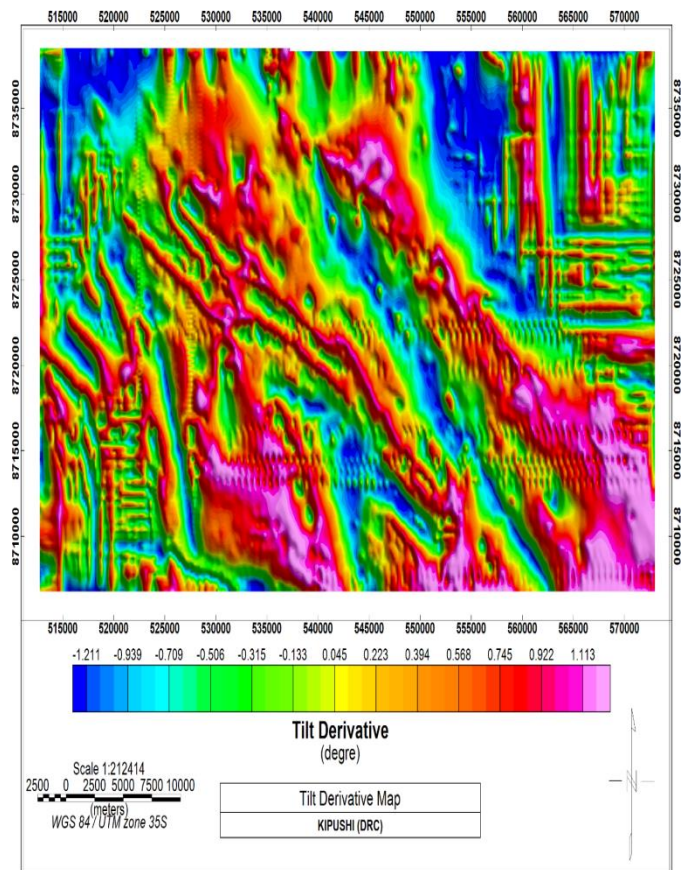 515000 520000 525000 530000 535000 540000 545000 550000 555000 560000 565000 570000
8735000 8735000
8730000 8730000
8725000 8725000
8720000 8720000
8715000 8715000
8710000 8710000
515000 520000 525000 530000 535000 540000 545000 550000 555000 560000 565000 570000
-1.211 -0.939 -0.709 -0.506 -0.315 -0.133 0.045 0.223 0.394 0.568 0.745 0.922 1.113
Tilt Derivative
(degre)
Scale 1:212414
2500 0 2500 5000 7500 10000
(meters)
WGS 84 / UTM zone 35S
Tilt Derivative Map
KIPUSHI (DRC)
N